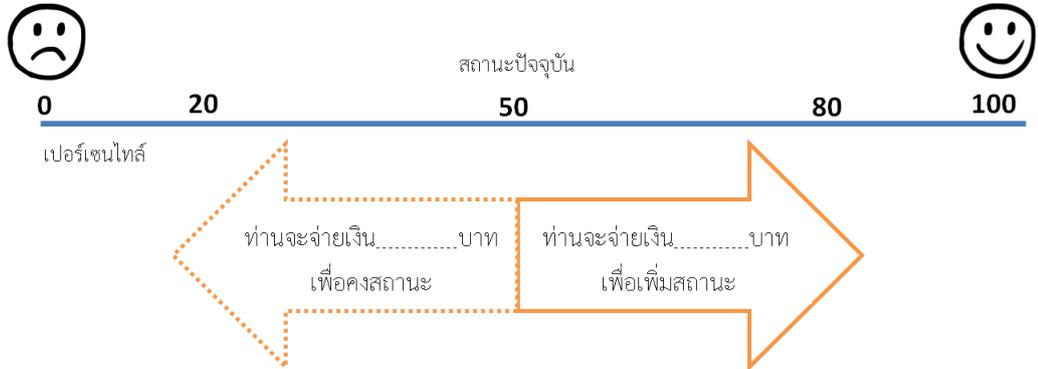 สถานะปัจจุบัน
0 20 50 80 100
เปอร์เซนไทล์
ท่านจะจ่ายเงิน............บาท
เพื่อคงสถานะ
ท่านจะจ่ายเงิน...........บาท
เพื่อเพิ่มสถานะ